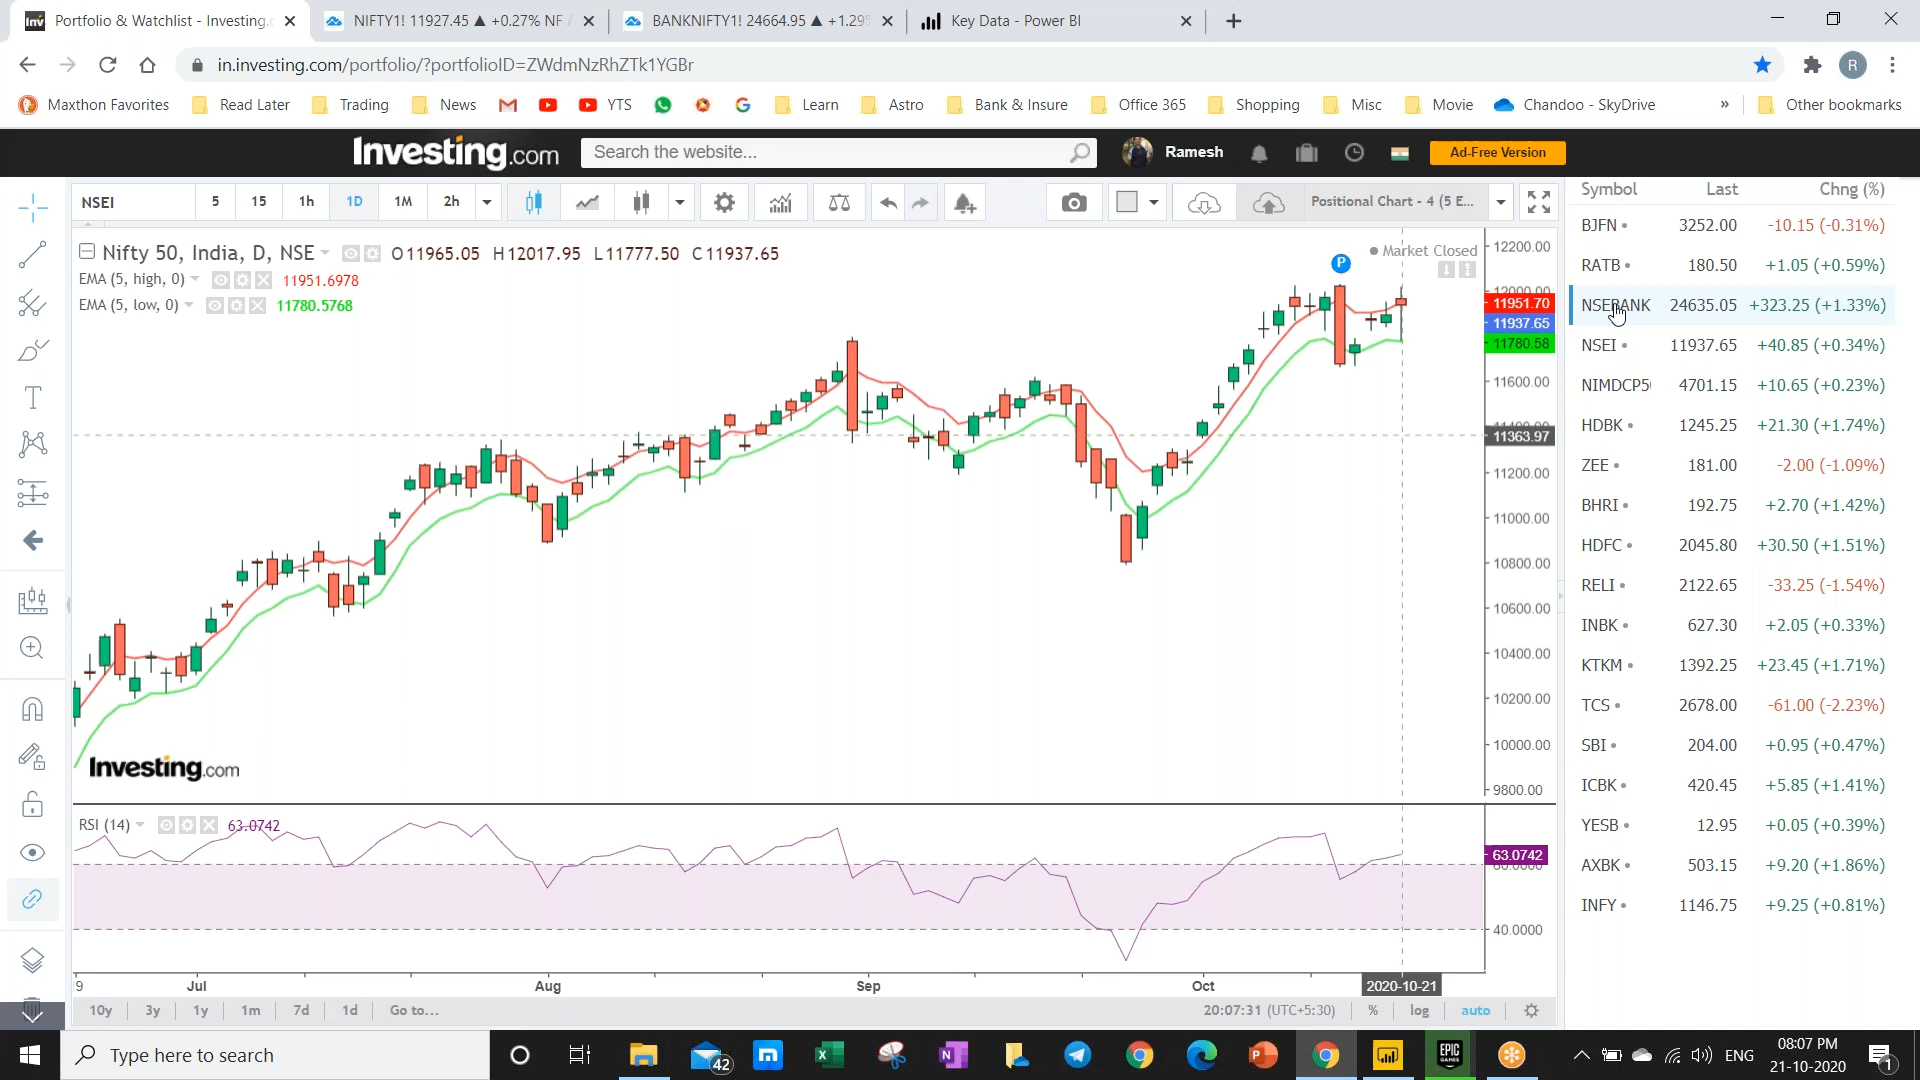 Portfolio & Watchlist - Investing.c
NIFTY1! 11927.45 ▲ +0.27% NF
BANKNIFTY1! 24664.95 ▲ +1.29%
Key Data - Power BI
in.investing.com/portfolio/?portfolioID=ZWdmNzRhZTk1YGBr
R
Maxthon Favorites Read Later Trading News YTS Learn Astro Bank & Insure Office 365 Shopping Misc Movie Chandoo - SkyDrive » Other bookmarks
Investing.com Search the website... Ramesh Ad-Free Version
NSEI 5 15 1h 1D 1M 2h Positional Chart - 4 (5 E...
Nifty 50, India, D, NSE O11965.05 H12017.95 L11777.50 C11937.65
Market Closed
EMA (5, high, 0) 11951.6978
EMA (5, low, 0) 11780.5768
P
12200.00
12000.00
11951.70
11937.65
11780.58
11600.00
11363.97
11200.00
11000.00
10800.00
10600.00
10400.00
10200.00
10000.00
9800.00
Investing.com
RSI (14) 63.0742
63.0742
60.0000
40.0000
9 Jul Aug Sep Oct 2020-10-21
10y 3y 1y 1m 7d 1d Go to... 20:07:31 (UTC+5:30) % log auto
Symbol Last Chng (%)
BJFN 3252.00 -10.15 (-0.31%)
RATB 180.50 +1.05 (+0.59%)
NSEBANK 24635.05 +323.25 (+1.33%)
NSEI 11937.65 +40.85 (+0.34%)
NIMDCP5 4701.15 +10.65 (+0.23%)
HDBK 1245.25 +21.30 (+1.74%)
ZEE 181.00 -2.00 (-1.09%)
BHRI 192.75 +2.70 (+1.42%)
HDFC 2045.80 +30.50 (+1.51%)
RELI 2122.65 -33.25 (-1.54%)
INBK 627.30 +2.05 (+0.33%)
KTKM 1392.25 +23.45 (+1.71%)
TCS 2678.00 -61.00 (-2.23%)
SBI 204.00 +0.95 (+0.47%)
ICBK 420.45 +5.85 (+1.41%)
YESB 12.95 +0.05 (+0.39%)
AXBK 503.15 +9.20 (+1.86%)
INFY 1146.75 +9.25 (+0.81%)
Type here to search
42
EPIC GAMES
ENG
08:07 PM
21-10-2020
1